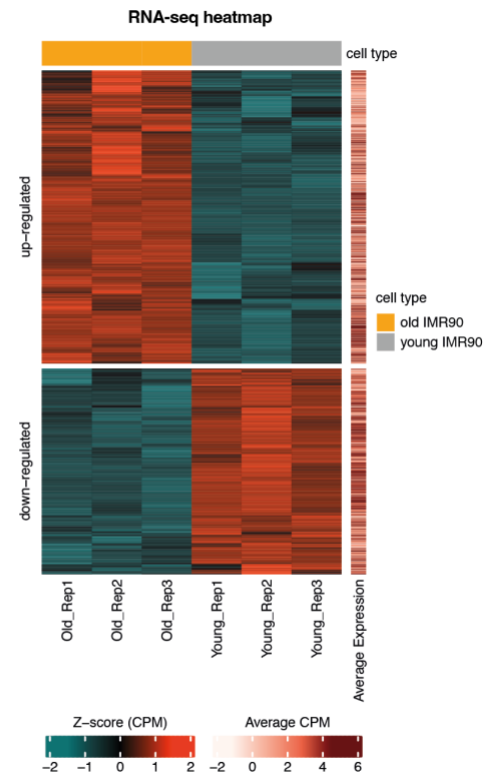 RNA-seq heatmap
cell type
up-regulated
cell type
old IMR90
young IMR90
down-regulated
Old_Rep1
Old_Rep2
Old_Rep3
Young_Rep1
Young_Rep2
Young_Rep3
Average Expression
Z-score (CPM)
−2 −1 0 1 2
Average CPM
−2 0 2 4 6